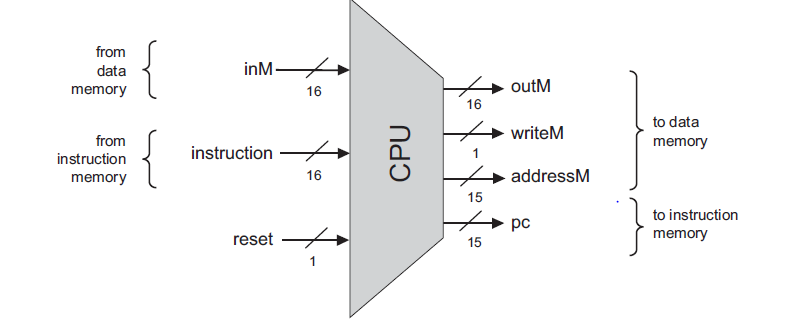 from
data
memory
inM
16
from
instruction
memory
instruction
16
reset
1
CPU
outM
16
writeM
1
addressM
15
pc
15
to data
memory
to instruction
memory